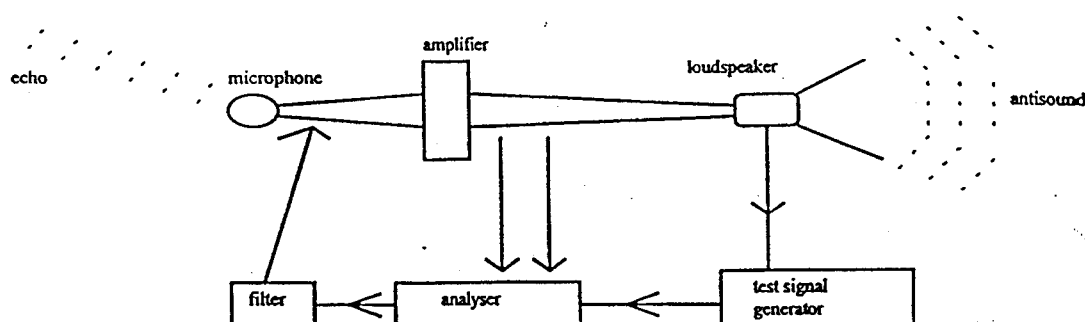 amplifier
echo
microphone
loudspeaker
antisound
filter
analyser
test signal
generator